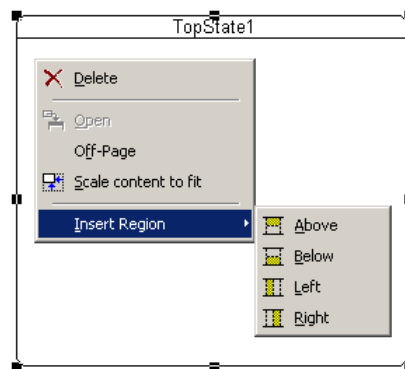 TopState1
Delete
Open
Off-Page
Scale content to fit
Insert Region
Above
Below
Left
Right